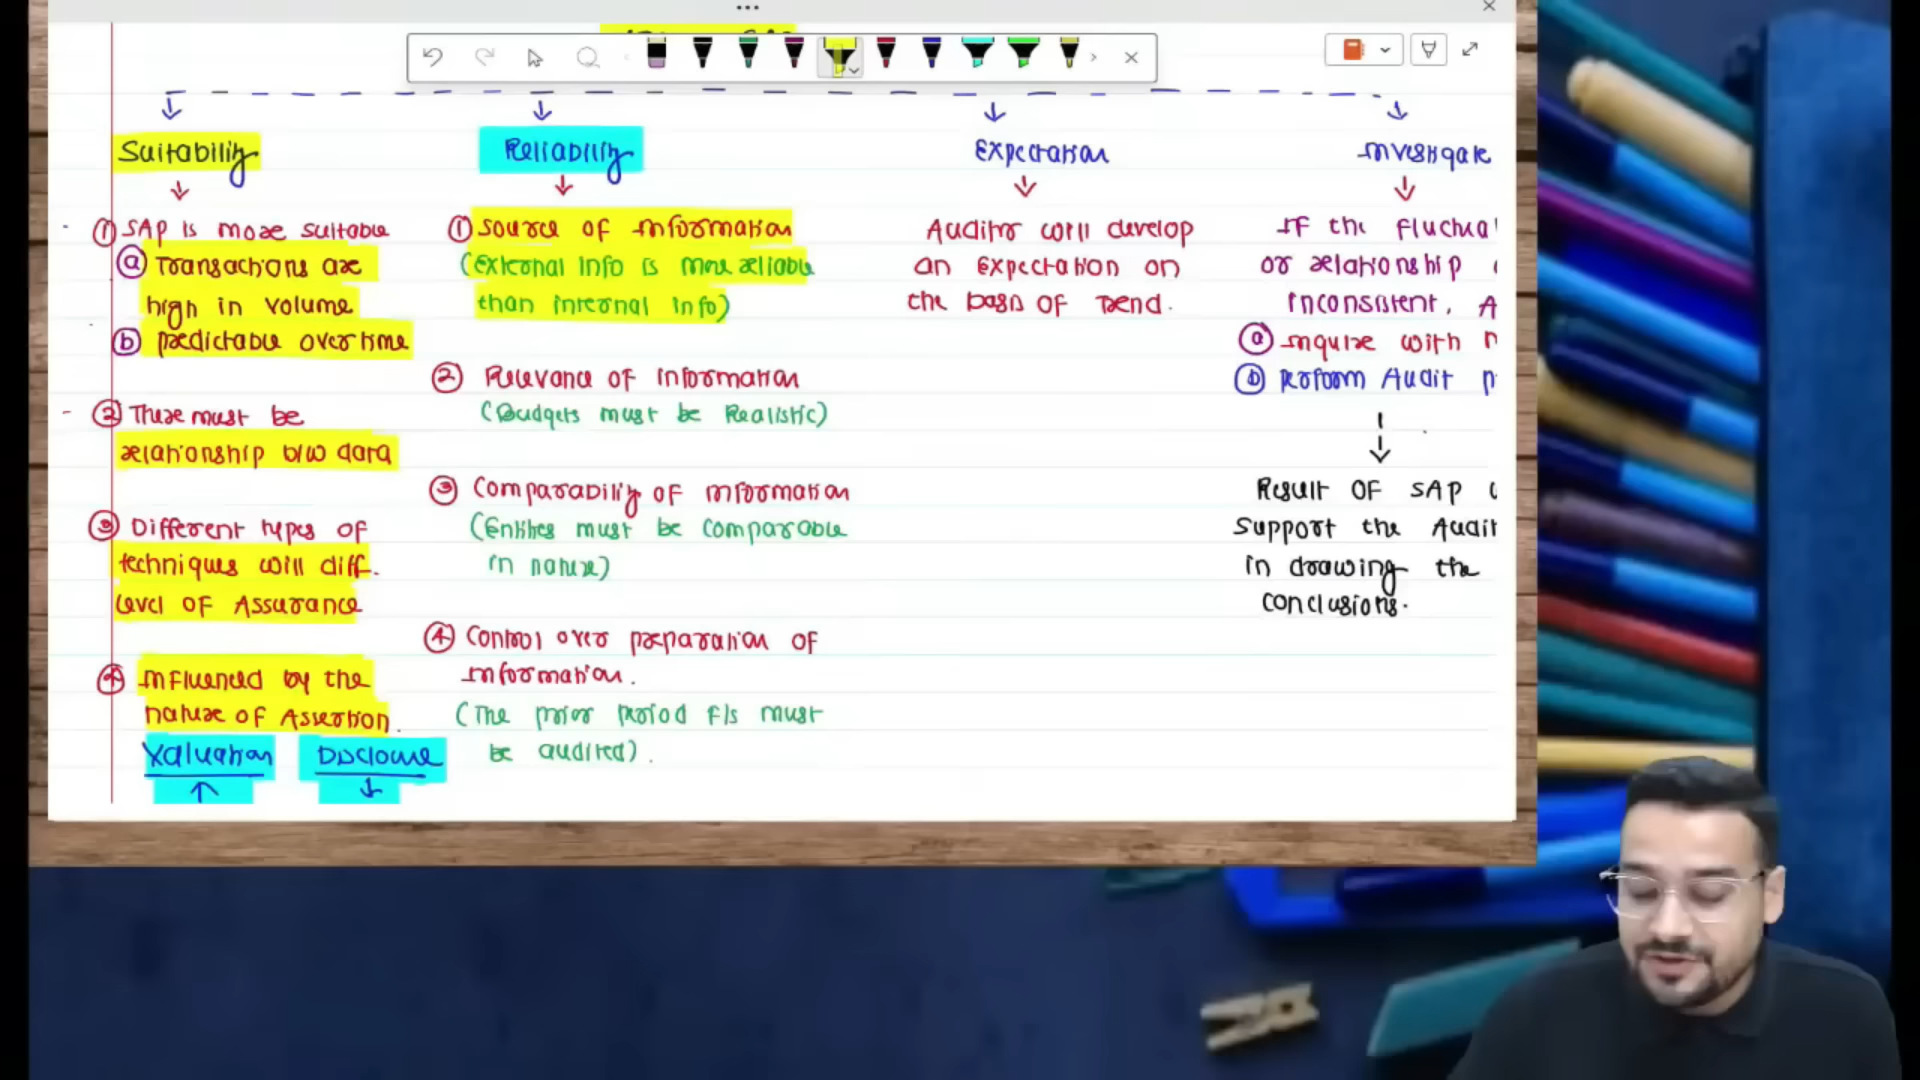 Suitability
① SAP is more suitable
ⓐ Transactions are
high in volume
ⓑ predictable overtime
② There must be
relationship b/w data
③ Different types of
techniques will diff.
level of Assurance
④ influenced by the
nature of Assertion.
Valuation Disclosure
↑ ↓
Reliability
① Source of information
(External info is more reliable
than internal info)
② Relevance of information
(Budgets must be Realistic)
③ Comparability of information
(Entities must be comparable
in nature)
④ Control over preparation of
information.
(The prior period F/s must
be audited).
Expectation
Auditor will develop
an Expectation on
the basis of Trend.
investigate
If the fluctua
or relationship
inconsistent, A
ⓐ inquire with
ⓑ perform Audit p
Result OF SAP
support the Audit
in drawing the
conclusions.